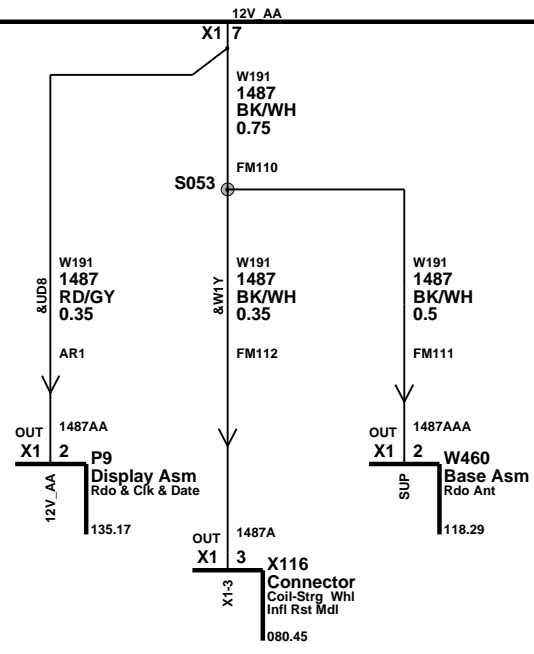 12V_AA
X1 7
W191
1487
BK/WH
0.75
FM110
S053
&UD8
W191
1487
RD/GY
0.35
AR1
&W1Y
W191
1487
BK/WH
0.35
FM112
W191
1487
BK/WH
0.5
FM111
OUT 1487AA
X1 2
P9
Display Asm
Rdo & Clk & Date
12V_AA
135.17
OUT 1487AAA
X1 2
W460
Base Asm
Rdo Ant
SUP
118.29
OUT 1487A
X1 3
X116
Connector
Coil-Strg Whl
Infl Rst Mdl
X1-3
080.45